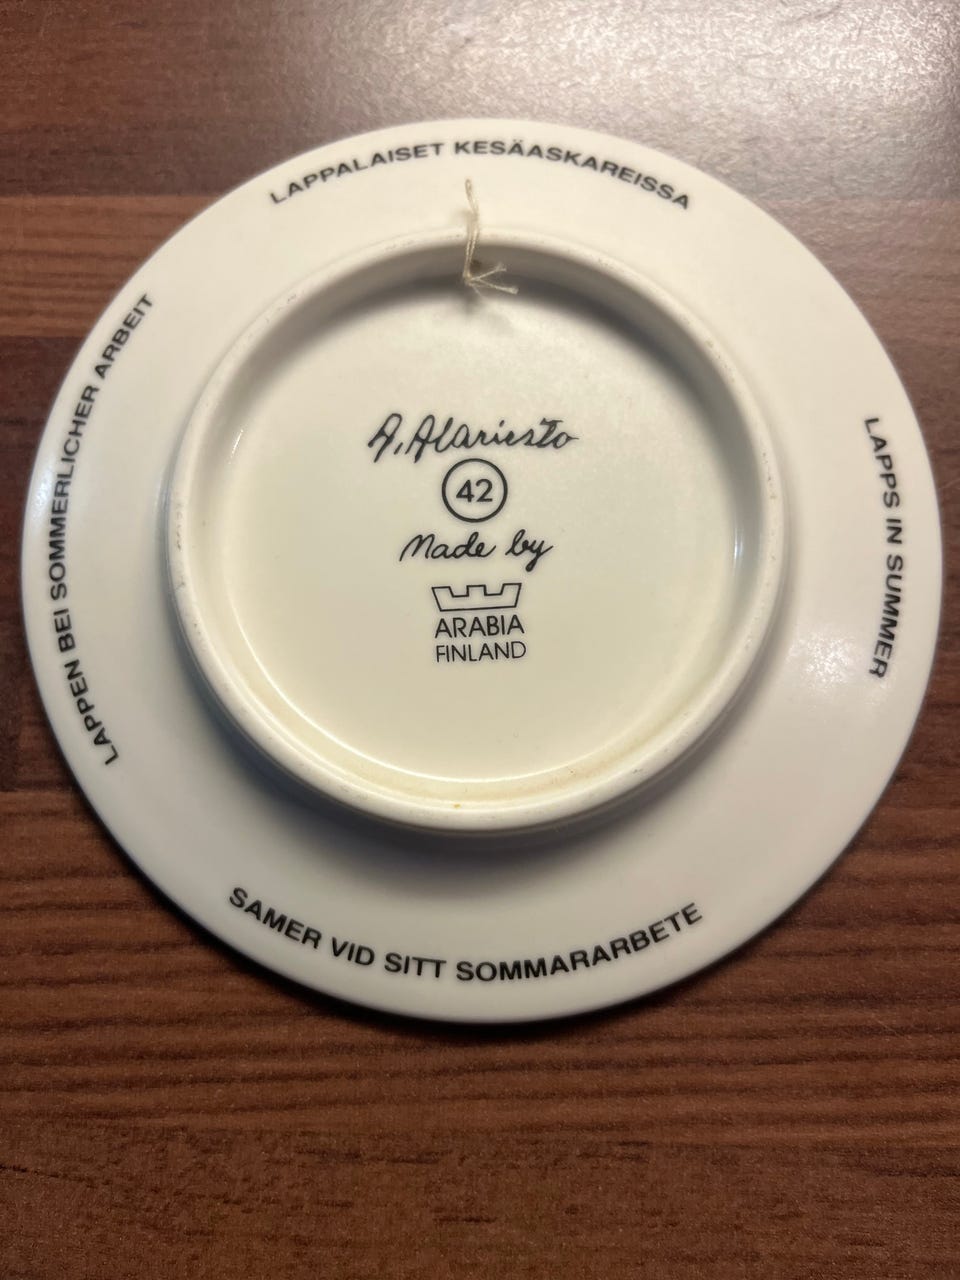 LAPPALAISET KESÄASKAREISSA
LAPPS IN SUMMER
SAMER VID SITT SOMMARARBETE
LAPPEN BEI SOMMERLICHER ARBEIT
A. Alariesto
42
Made by
ARABIA
FINLAND